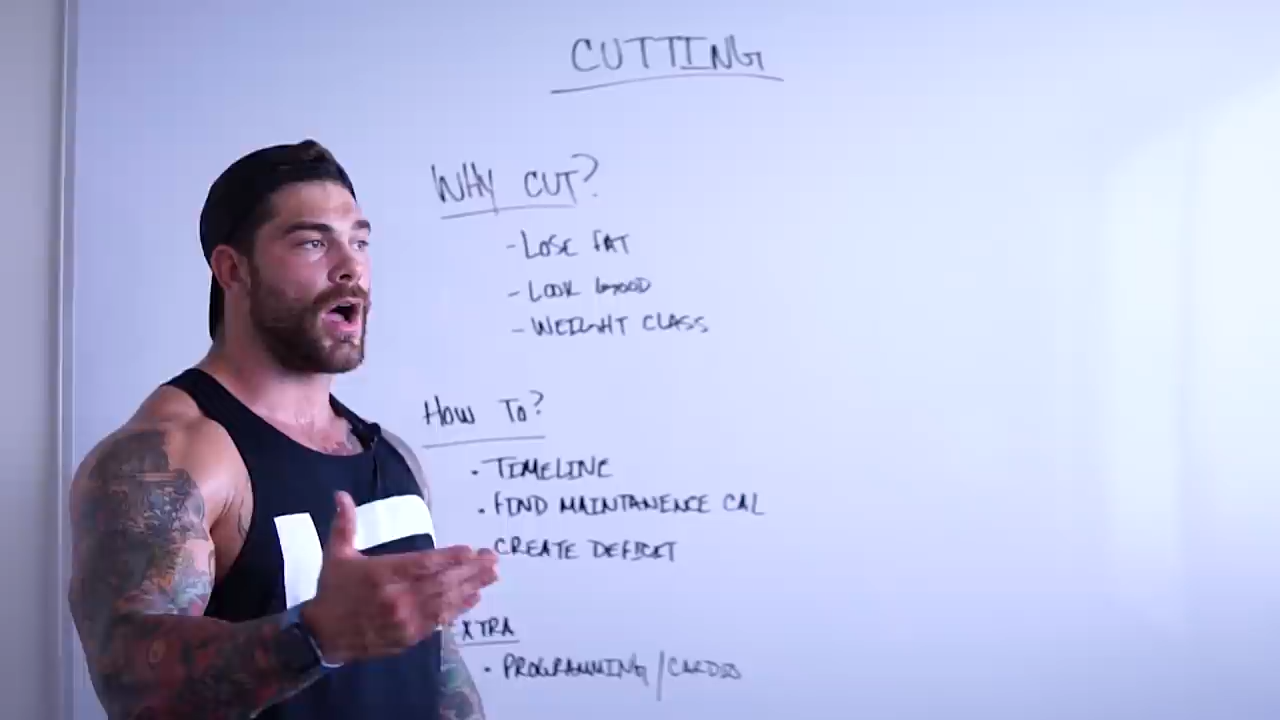 CUTTING
WHY CUT?
- LOSE FAT
- LOOK GOOD
- WEIGHT CLASS
HOW TO?
• TIMELINE
• FIND MAINTANENCE CAL
CREATE DEFICIT
XTRA
• PROGRAMMING / CARDIO